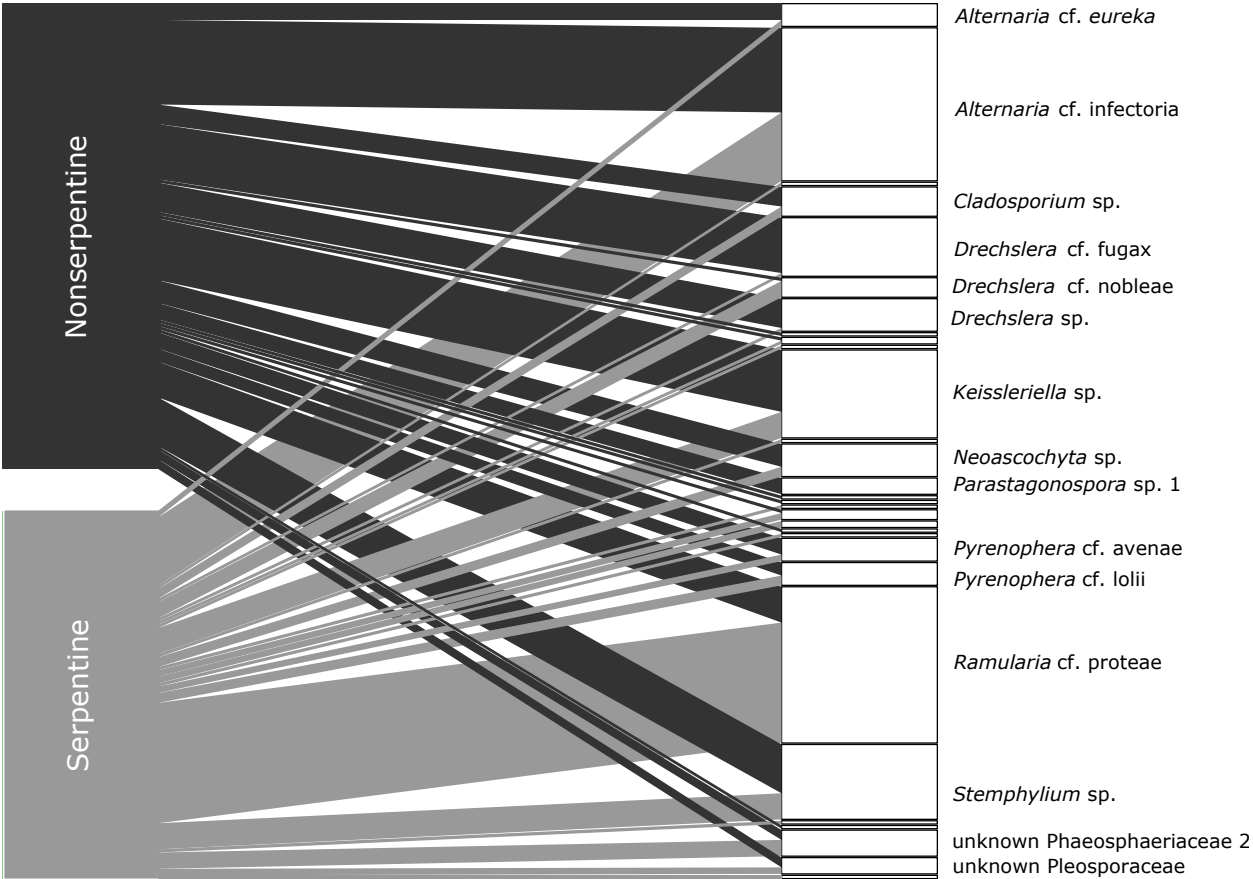 Nonserpentine
Serpentine
Alternaria cf. eureka
Alternaria cf. infectoria
Cladosporium sp.
Drechslera cf. fugax
Drechslera cf. nobleae
Drechslera sp.
Keissleriella sp.
Neoascochyta sp.
Parastagonospora sp. 1
Pyrenophera cf. avenae
Pyrenophera cf. lolii
Ramularia cf. proteae
Stemphylium sp.
unknown Phaeosphaeriaceae 2
unknown Pleosporaceae